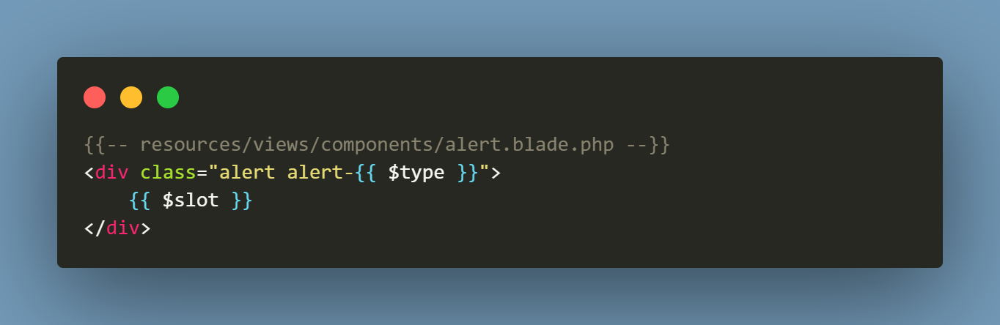 {{-- resources/views/components/alert.blade.php --}}
<div class="alert alert-{{ $type }}">
    {{ $slot }}
</div>